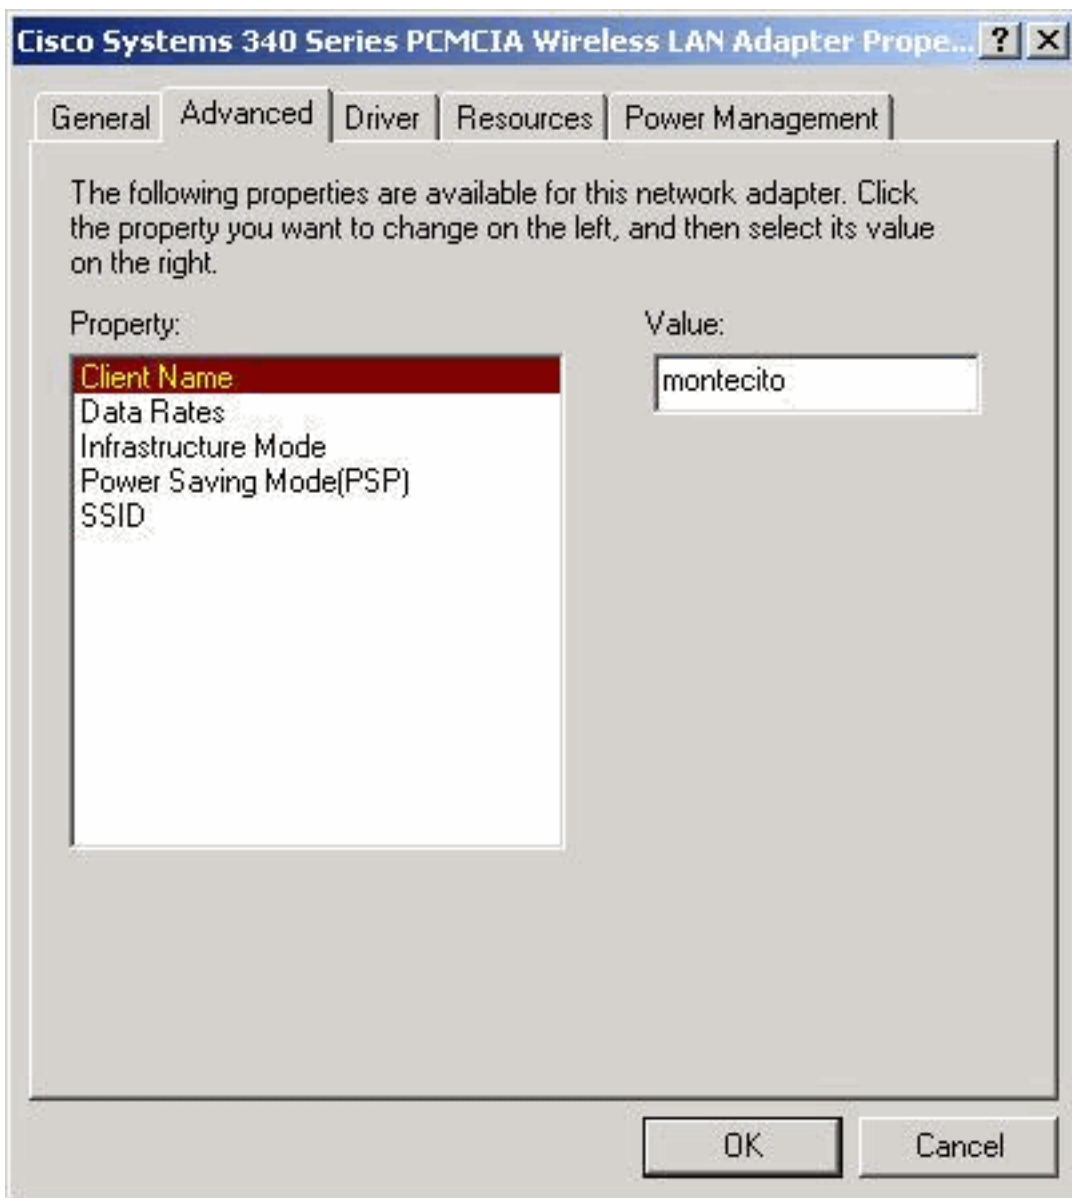 Cisco Systems 340 Series PCMCIA Wireless LAN Adapter Prope... ? X
General Advanced Driver Resources Power Management
The following properties are available for this network adapter. Click
the property you want to change on the left, and then select its value
on the right.
Property: Value:
Client Name montecito
Data Rates
Infrastructure Mode
Power Saving Mode(PSP)
SSID
OK Cancel